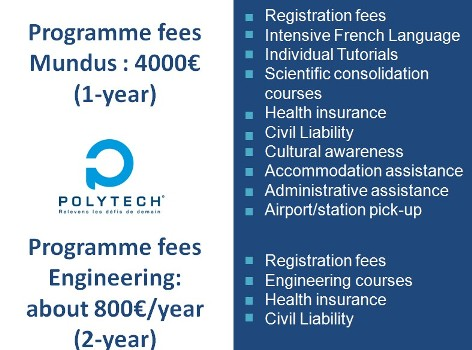 Programme fees
Mundus : 4000€
(1-year)
POLYTECH®
Relevons les défis de demain
Programme fees
Engineering:
about 800€/year
(2-year)
Registration fees
Intensive French Language
Individual Tutorials
Scientific consolidation
courses
Health insurance
Civil Liability
Cultural awareness
Accommodation assistance
Administrative assistance
Airport/station pick-up
Registration fees
Engineering courses
Health insurance
Civil Liability